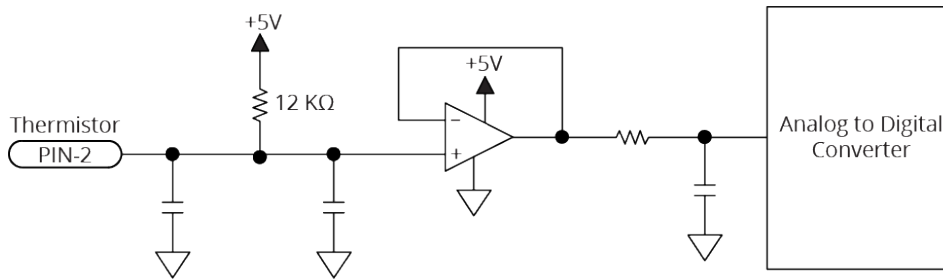 +5V
12 KΩ
+5V
Thermistor
PIN-2
−
+
Analog to Digital
Converter